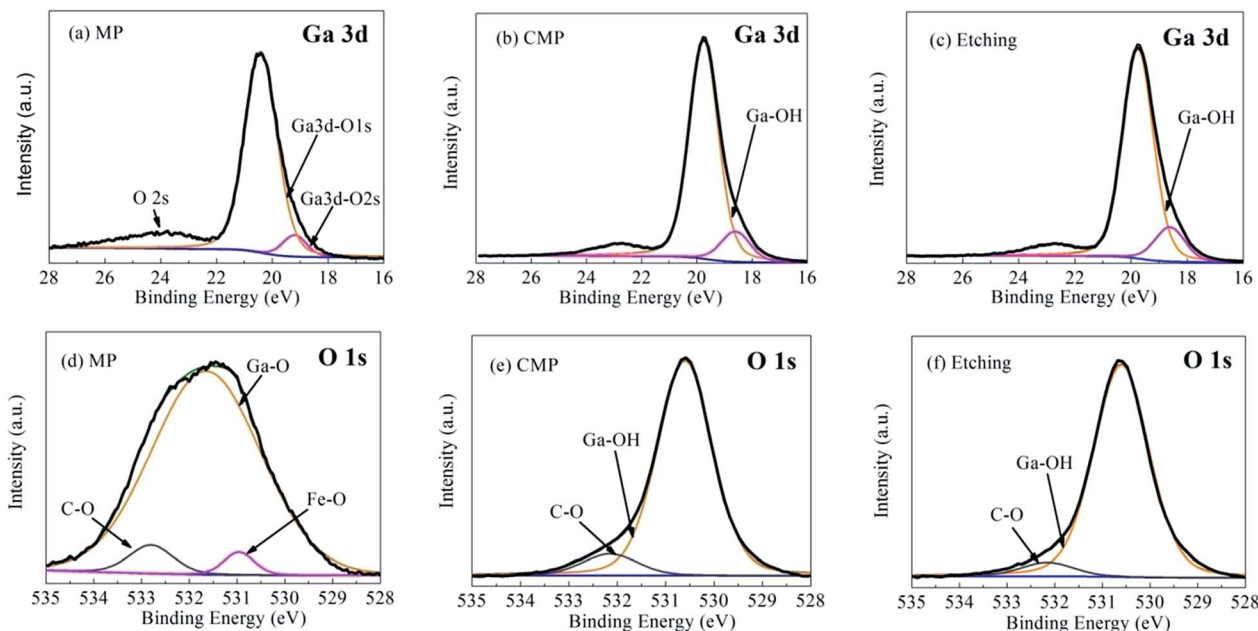 (a) MP
Ga 3d
Ga3d-O1s
O 2s
Ga3d-O2s
Intensity (a.u.)
28 26 24 22 20 18 16
Binding Energy (eV)
(b) CMP
Ga 3d
Ga-OH
Intensity (a.u.)
28 26 24 22 20 18 16
Binding Energy (eV)
(c) Etching
Ga 3d
Ga-OH
Intensity (a.u.)
28 26 24 22 20 18 16
Binding Energy (eV)
(d) MP
O 1s
Ga-O
C-O
Fe-O
Intensity (a.u.)
535 534 533 532 531 530 529 528
Binding Energy (eV)
(e) CMP
O 1s
Ga-OH
C-O
Intensity (a.u.)
535 534 533 532 531 530 529 528
Binding Energy (eV)
(f) Etching
O 1s
Ga-OH
C-O
Intensity (a.u.)
535 534 533 532 531 530 529 528
Binding Energy (eV)